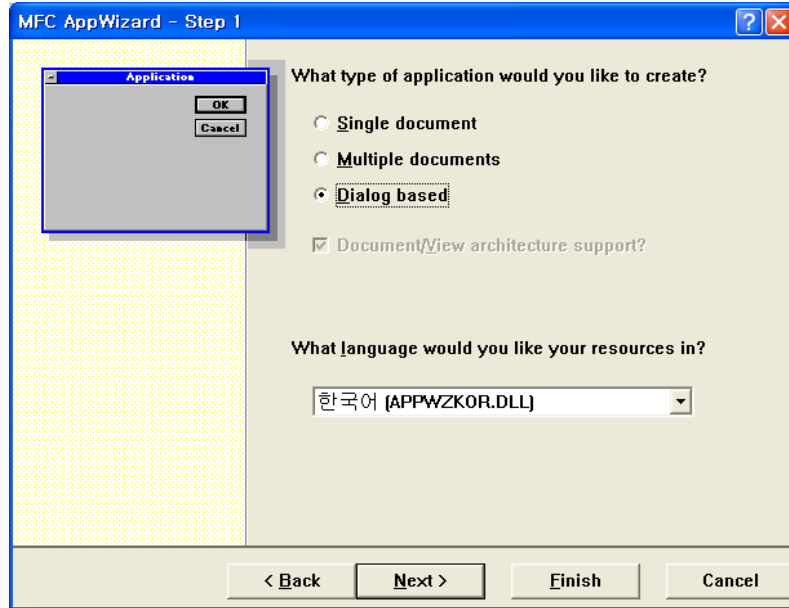 MFC AppWizard - Step 1
Application
OK
Cancel
What type of application would you like to create?
Single document
Multiple documents
Dialog based
Document/View architecture support?
What language would you like your resources in?
한국어 (APPWZKOR.DLL)
< Back Next > Finish Cancel